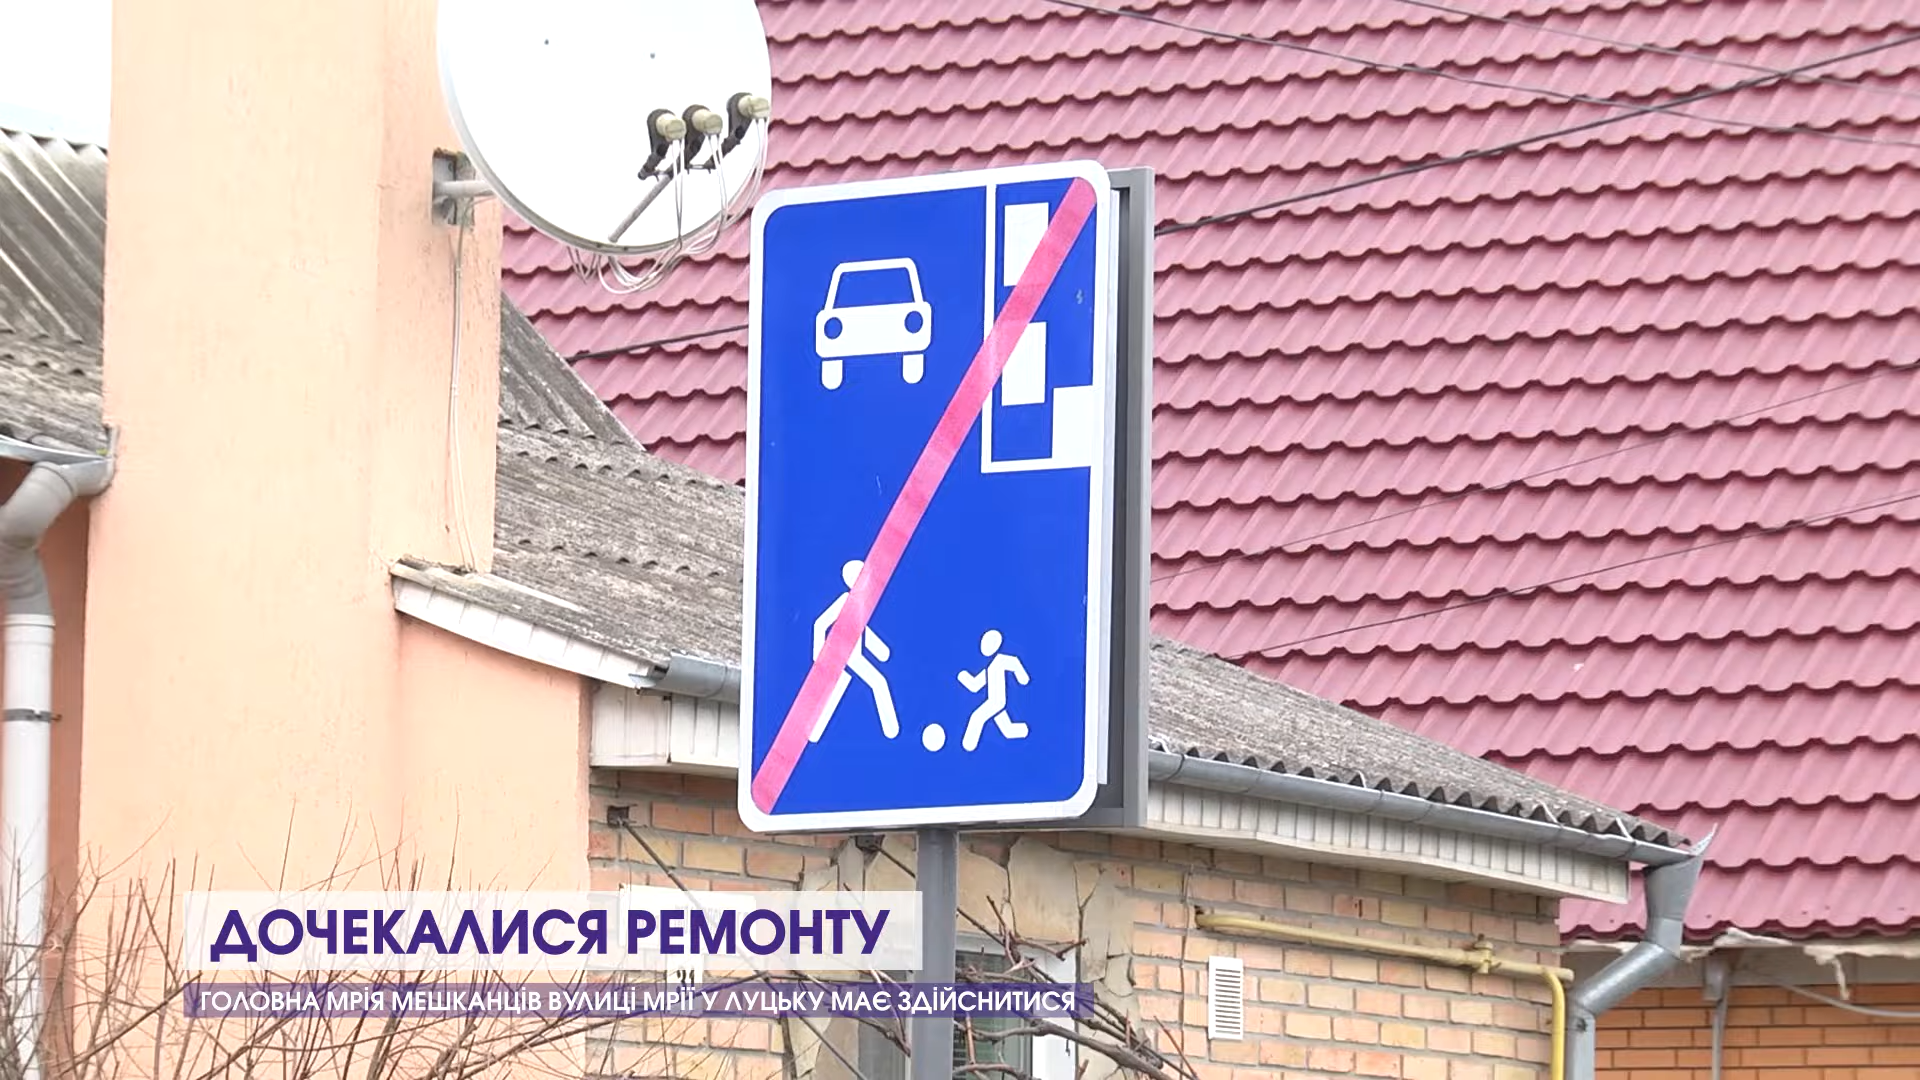 ДОЧЕКАЛИСЯ РЕМОНТУ
ГОЛОВНА МРІЯ МЕШКАНЦІВ ВУЛИЦІ МРІЇ У ЛУЦЬКУ МАЄ ЗДІЙСНИТИСЯ